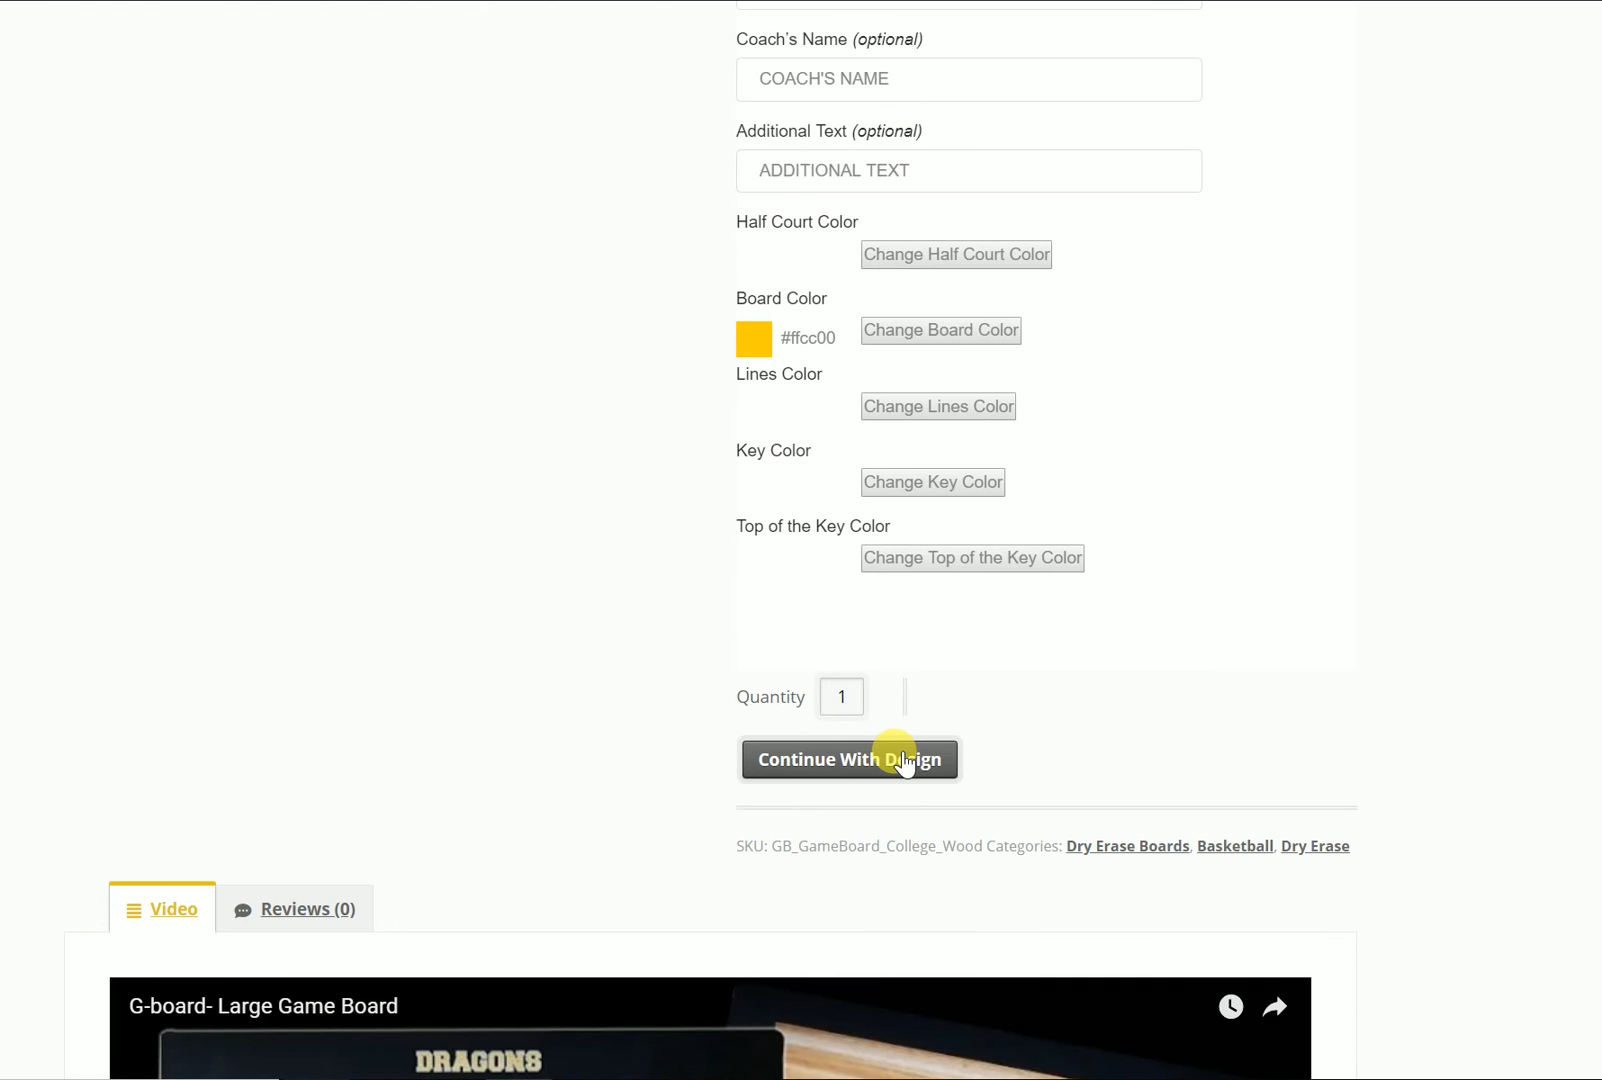 Coach's Name (optional)
COACH'S NAME
Additional Text (optional)
ADDITIONAL TEXT
Half Court Color
Change Half Court Color
Board Color
#ffcc00 Change Board Color
Lines Color
Change Lines Color
Key Color
Change Key Color
Top of the Key Color
Change Top of the Key Color
Quantity 1
Continue With Design
SKU: GB_GameBoard_College_Wood Categories: Dry Erase Boards, Basketball, Dry Erase
Video Reviews (0)
G-board- Large Game Board
DRAGONS